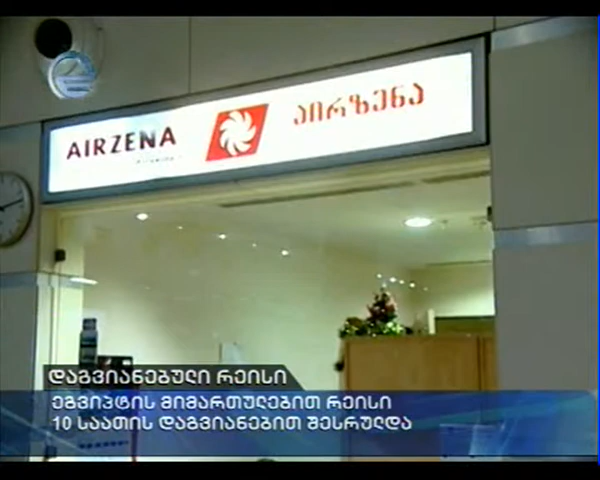 AIRZENA
აირზენა
დაგვიანებული რეისი
ეგვიპტის მიმართულებით რეისი
10 საათის დაგვიანებით შესრულდა